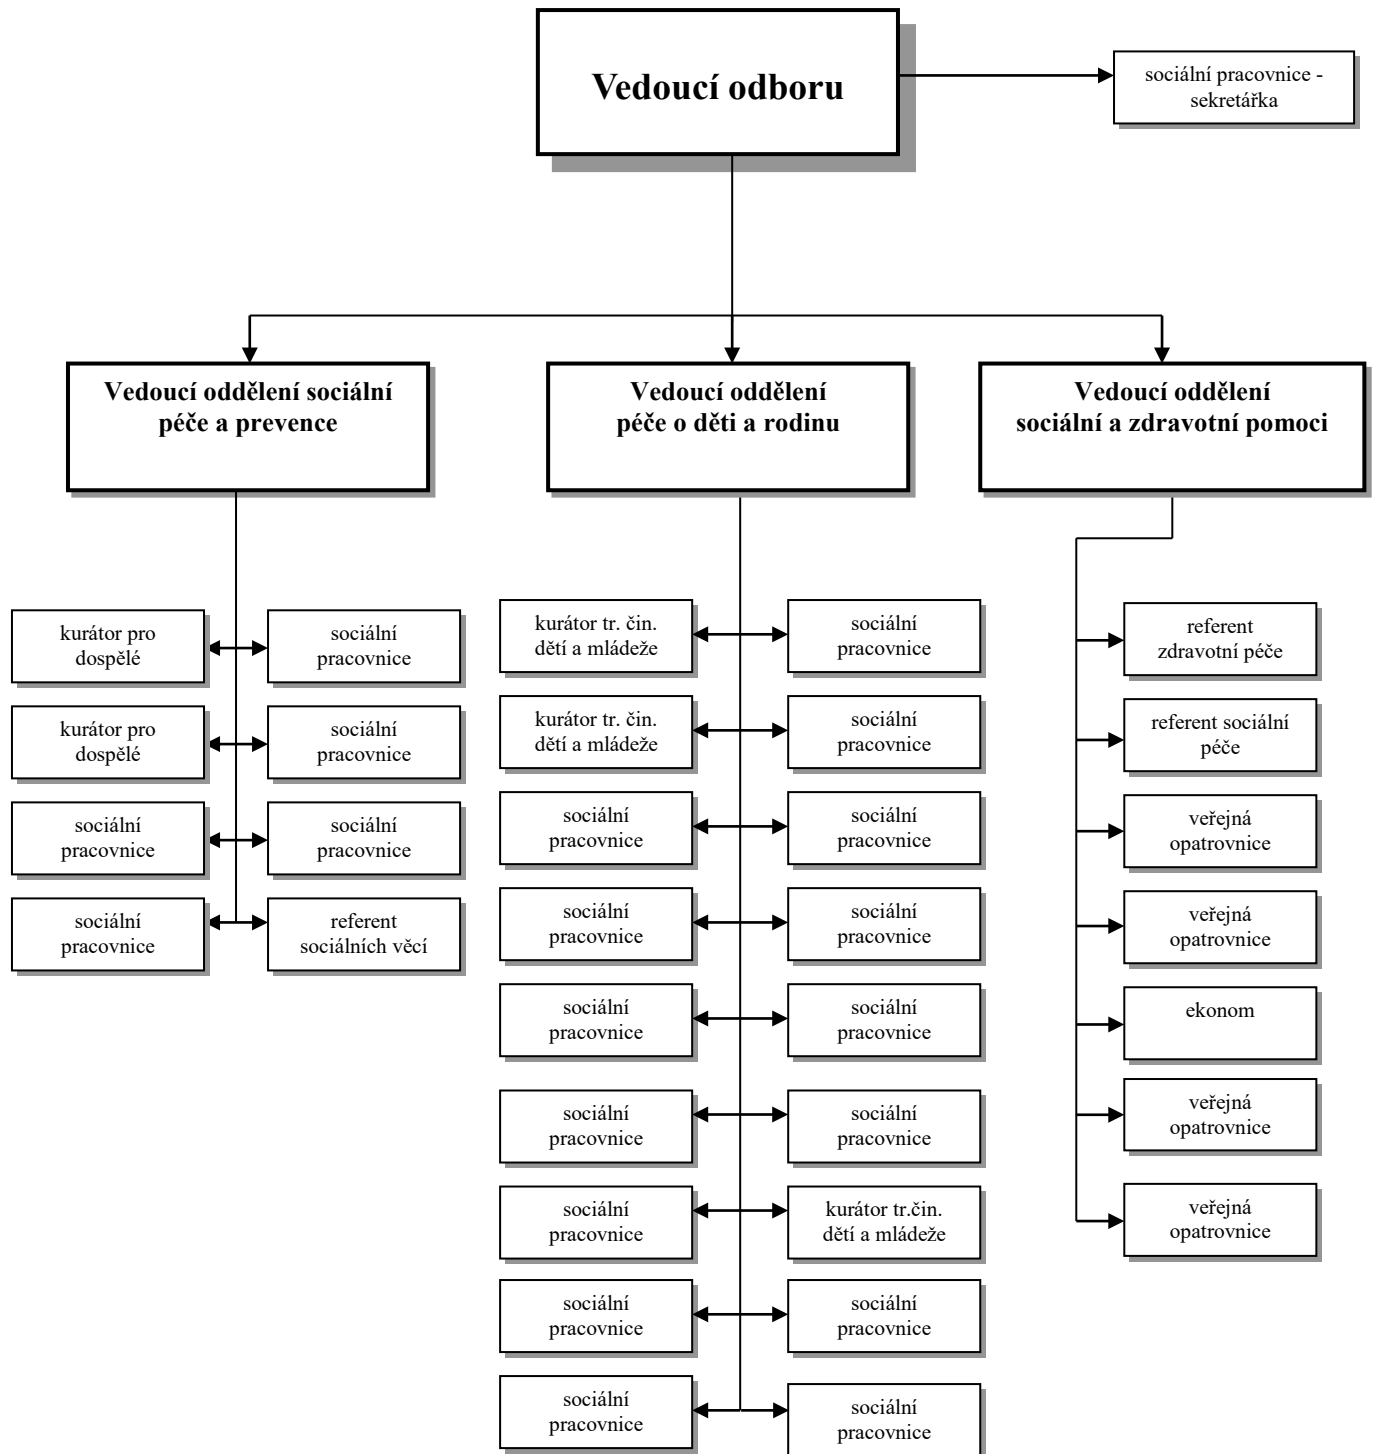 Vedoucí odboru
sociální pracovnice -
sekretářka
Vedoucí oddělení sociální
péče a prevence
Vedoucí oddělení
péče o děti a rodinu
Vedoucí oddělení
sociální a zdravotní pomoci
kurátor pro
dospělé
sociální
pracovnice
kurátor pro
dospělé
sociální
pracovnice
sociální
pracovnice
sociální
pracovnice
sociální
pracovnice
referent
sociálních věcí
kurátor tr. čin.
dětí a mládeže
sociální
pracovnice
kurátor tr. čin.
dětí a mládeže
sociální
pracovnice
sociální
pracovnice
sociální
pracovnice
sociální
pracovnice
sociální
pracovnice
sociální
pracovnice
sociální
pracovnice
sociální
pracovnice
sociální
pracovnice
sociální
pracovnice
kurátor tr.čin.
dětí a mládeže
sociální
pracovnice
sociální
pracovnice
sociální
pracovnice
sociální
pracovnice
referent
zdravotní péče
referent sociální
péče
veřejná
opatrovnice
veřejná
opatrovnice
ekonom
veřejná
opatrovnice
veřejná
opatrovnice